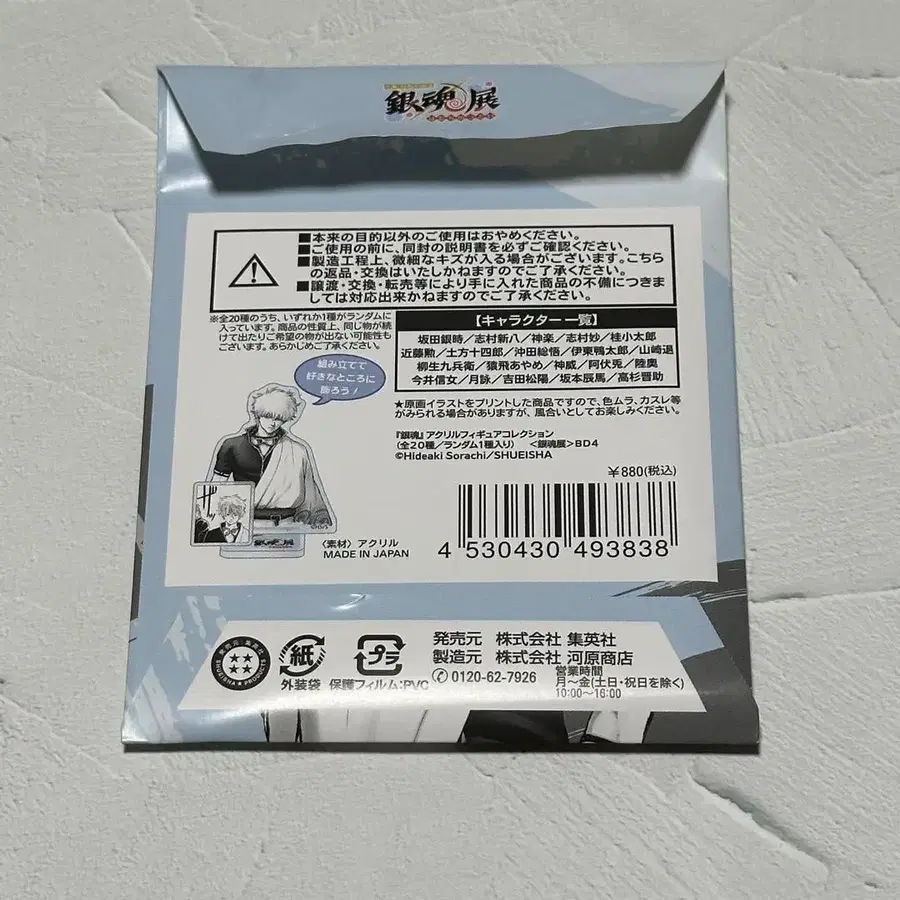 銀魂展
■本来の目的以外のご使用はおやめください。
■ご使用の前に、同封の説明書を必ずご確認ください。
■製造工程上、微細なキズが入る場合がございます。こちら
の返品・交換はいたしかねますのでご了承ください。
■譲渡・交換・転売等により手に入れた商品の不備につきま
しては対応出来かねますのでご了承ください。
※全20種のうち、いずれか1種がランダムに
入っています。商品の性質上、同じ物が続
けて出たりご希望の物が出ない可能性も
ございます。あらかじめご了承ください。
【キャラクター 一覧】
坂田銀時/志村新八/神楽/志村妙/桂小太郎
近藤勲/土方十四郎/沖田総悟/伊東鴨太郎/山崎退
柳生九兵衛/猿飛あやめ/神威/阿伏兎/陸奥
今井信女/月詠/吉田松陽/坂本辰馬/高杉晋助
組み立てて
好きなところに
飾ろう!
★原画イラストをプリントした商品ですので、色ムラ、カスレ等
がみられる場合がありますが、風合いとしてお楽しみください。
『銀魂』アクリルフィギュアコレクション
(全20種/ランダム1種入り) <銀魂展>BD4
©Hideaki Sorachi/SHUEISHA
¥880(税込)
銀魂展
〈素材〉アクリル
MADE IN JAPAN
4 530430 493838
発売元・集英社
SHUEISHA PRODUCTS
紙
外装袋
プラ
保護フィルム:PVC
発売元 株式会社 集英社
製造元 株式会社 河原商店
0120-62-7926
営業時間
月~金(土日・祝日を除く)
10:00~16:00